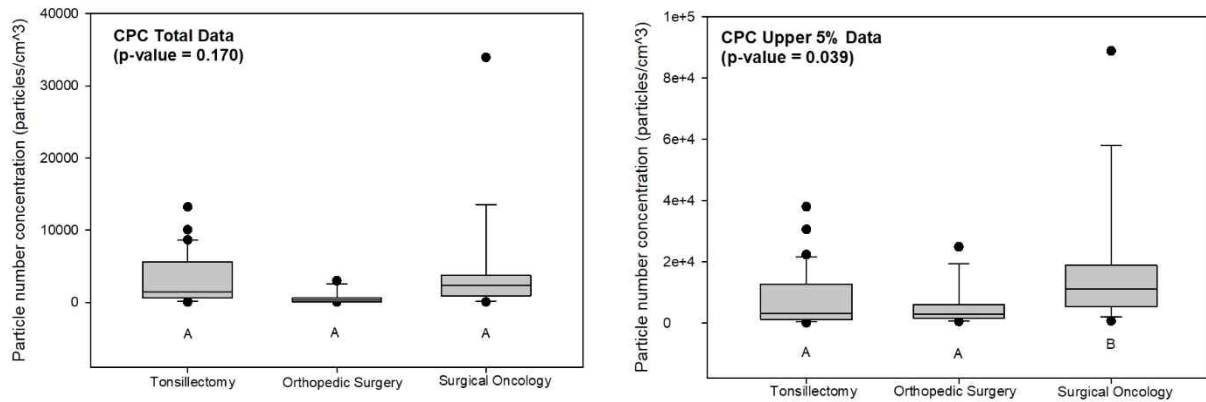 CPC Total Data
(p-value = 0.170)
Particle number concentration (particles/cm^3)
40000
30000
20000
10000
0
A
A
A
Tonsillectomy
Orthopedic Surgery
Surgical Oncology
CPC Upper 5% Data
(p-value = 0.039)
Particle number concentration (particles/cm^3)
1e+5
8e+4
6e+4
4e+4
2e+4
0
A
A
B
Tonsillectomy
Orthopedic Surgery
Surgical Oncology